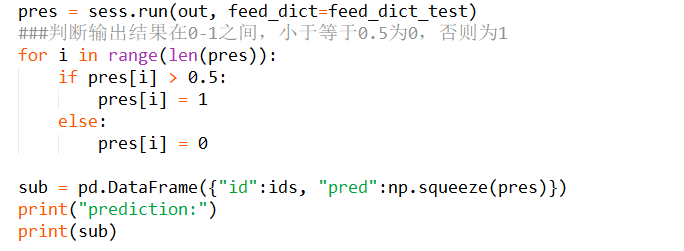 pres = sess.run(out, feed_dict=feed_dict_test)
###判断输出结果在0-1之间，小于等于0.5为0，否则为1
for i in range(len(pres)):
    if pres[i] > 0.5:
        pres[i] = 1
    else:
        pres[i] = 0

sub = pd.DataFrame({"id":ids, "pred":np.squeeze(pres)})
print("prediction:")
print(sub)